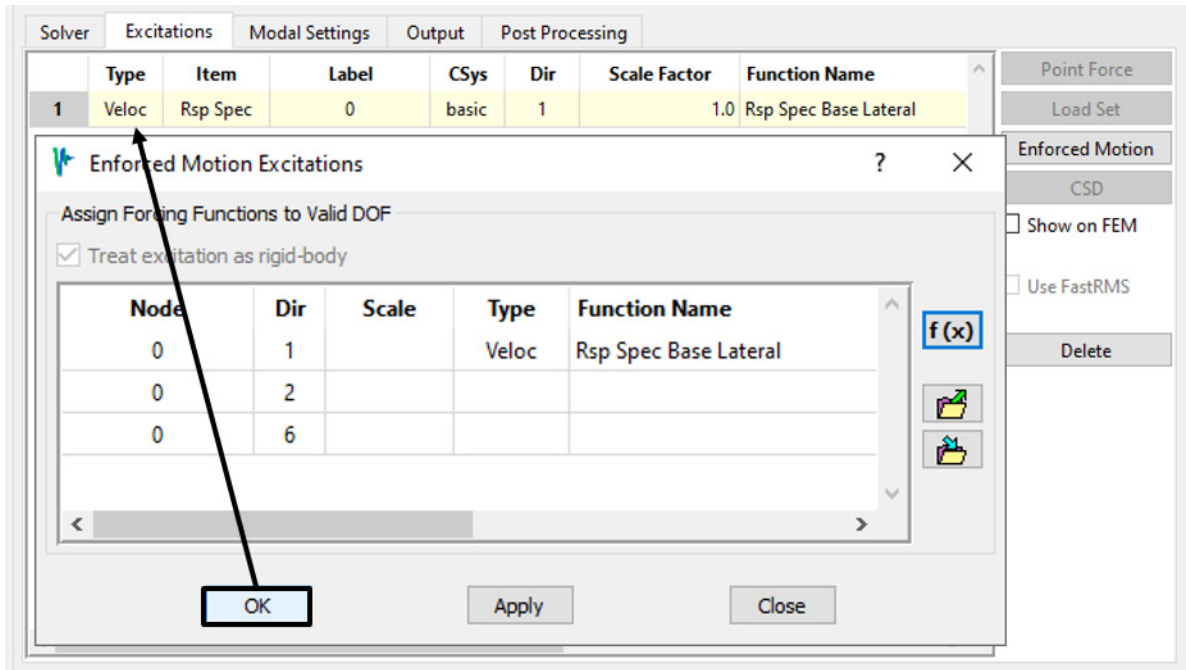 Solver Excitations Modal Settings Output Post Processing
Type Item Label CSys Dir Scale Factor Function Name
1 Veloc Rsp Spec 0 basic 1 1.0 Rsp Spec Base Lateral
Point Force
Load Set
Enforced Motion
CSD
Show on FEM
Use FastRMS
Delete
Enforced Motion Excitations ?
Assign Forcing Functions to Valid DOF
Treat excitation as rigid-body
Node Dir Scale Type Function Name
0 1 Veloc Rsp Spec Base Lateral
0 2
0 6
f (x)
OK Apply Close